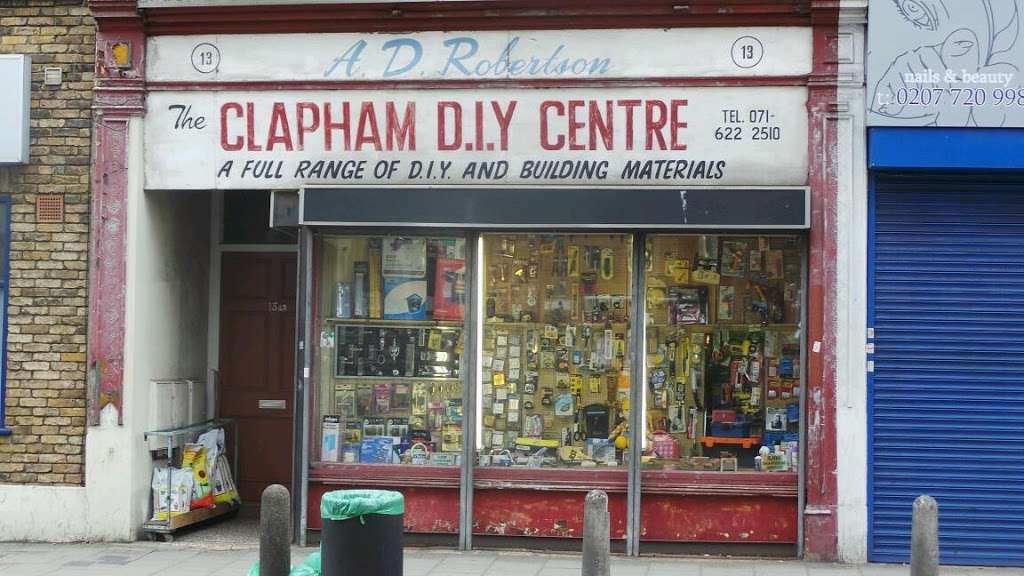 13
A. D. Robertson
13
The CLAPHAM D.I.Y CENTRE
TEL. 071-
622 2510
A FULL RANGE OF D.I.Y. AND BUILDING MATERIALS
nails & beauty
t: 0207 720 998